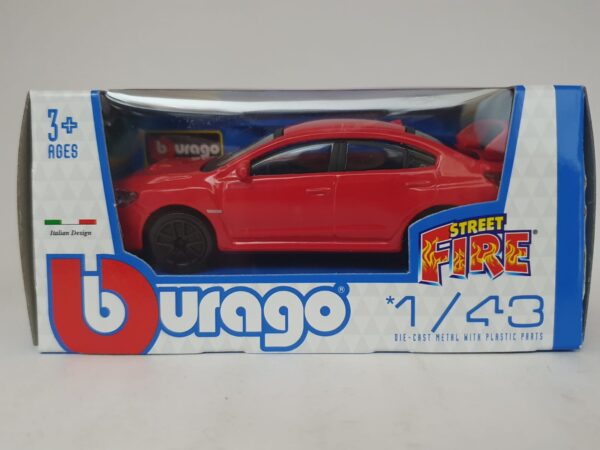 3+
AGES
burago
Italian Design
STREET
FIRE®
burago®
*1/43
DIE-CAST METAL WITH PLASTIC PARTS